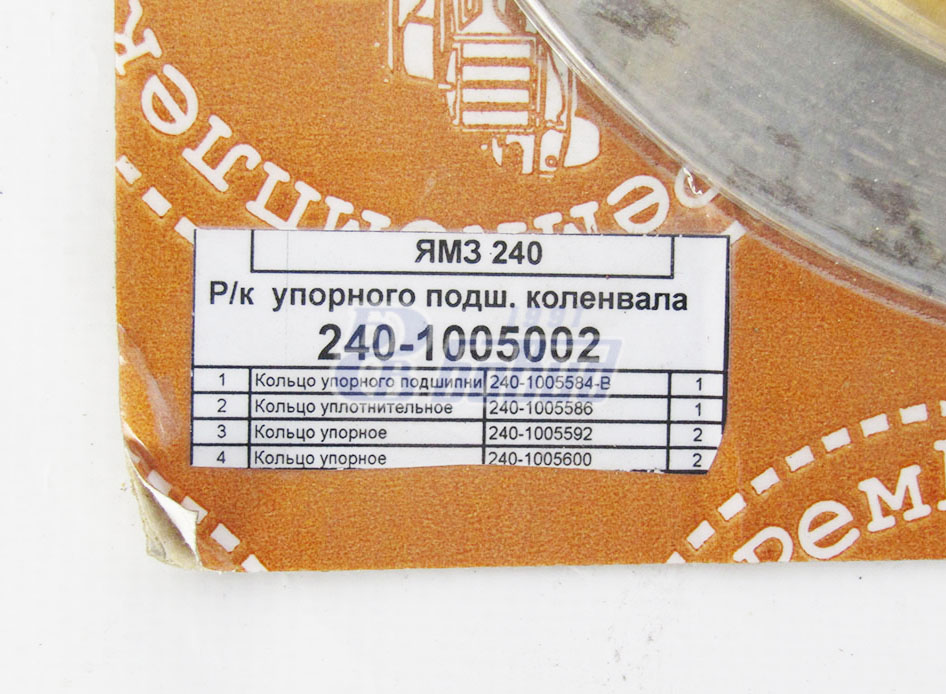 ЯМЗ 240
Р/к упорного подш. коленвала
240-1005002
1 Кольцо упорного подшипни 240-1005584-В 1
2 Кольцо уплотнительное 240-1005586 1
3 Кольцо упорное 240-1005592 2
4 Кольцо упорное 240-1005600 2
1997